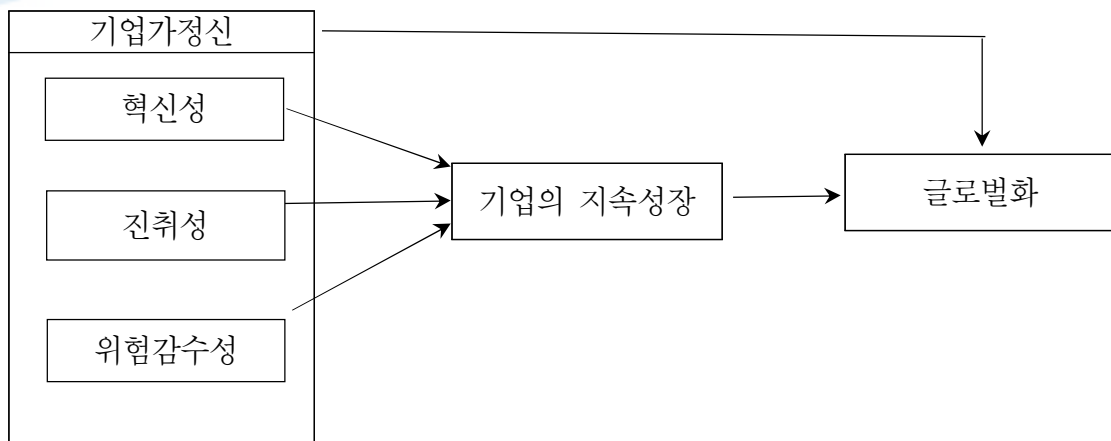 기업가정신
혁신성
진취성
위험감수성
기업의 지속성장
글로벌화